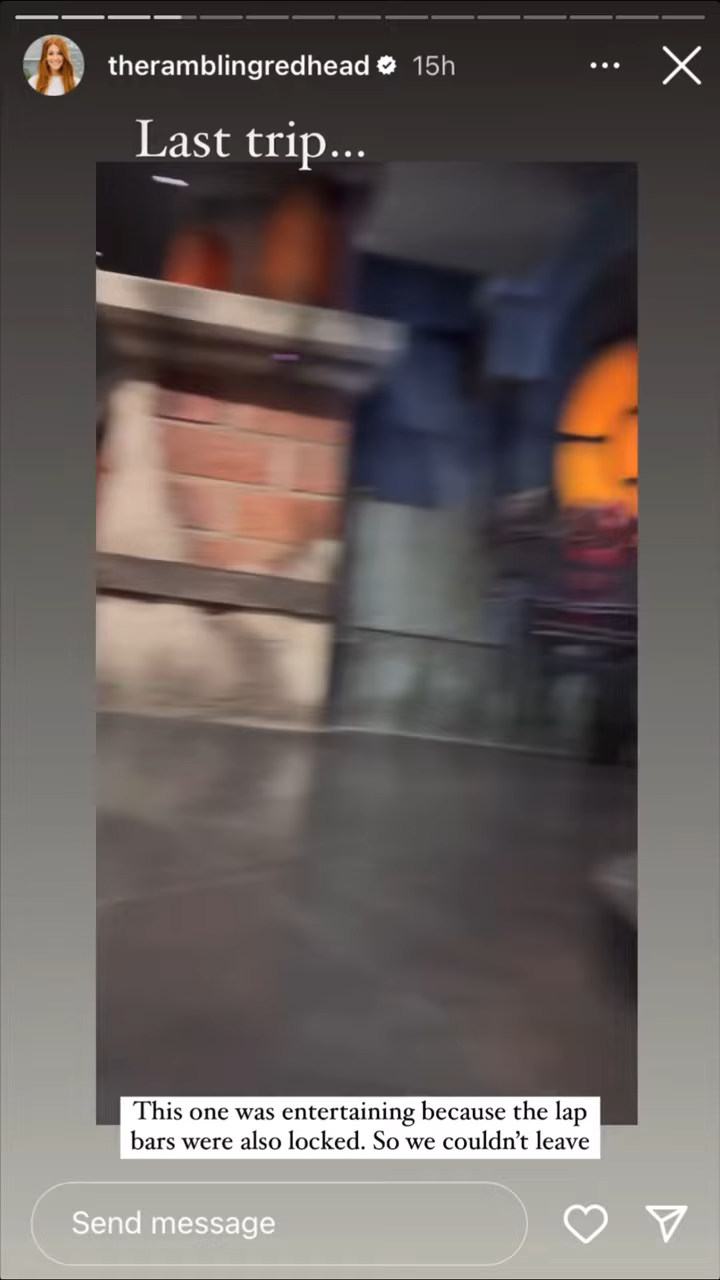 theramblingredhead 15h
Last trip...
This one was entertaining because the lap
bars were also locked. So we couldn't leave
Send message